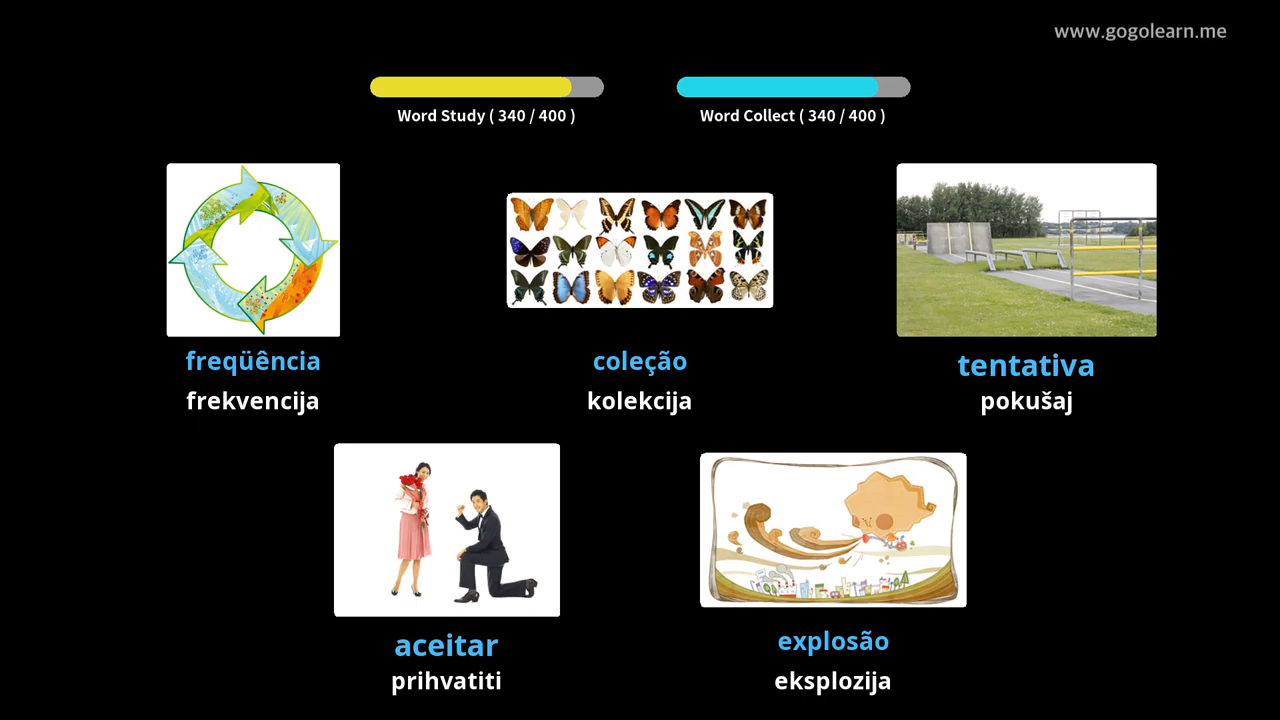 www.gogolearn.me
Word Study ( 340 / 400 )
Word Collect ( 340 / 400 )
freqüência
coleção
tentativa
frekvencija
kolekcija
pokušaj
aceitar
explosão
prihvatiti
eksplozija